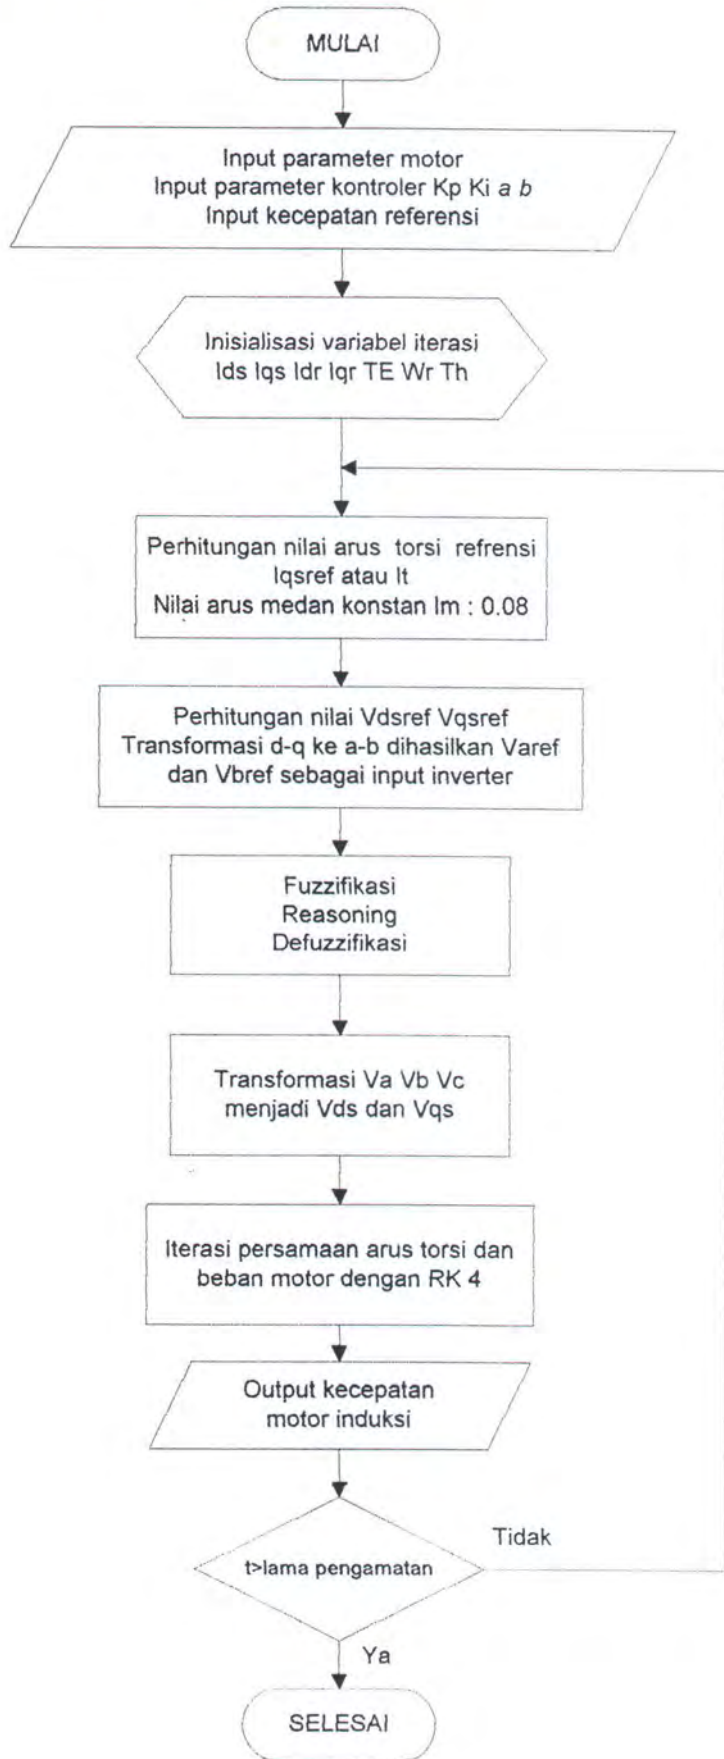 MULAI
Input parameter motor
Input parameter kontroler Kp Ki a b
Input kecepatan referensi
Inisialisasi variabel iterasi
Ids Iqs Idr Iqr TE Wr Th
Perhitungan nilai arus torsi refrensi
Iqsref atau It
Nilai arus medan konstan Im : 0.08
Perhitungan nilai Vdsref Vqsref
Transformasi d-q ke a-b dihasilkan Varef
dan Vbref sebagai input inverter
Fuzzifikasi
Reasoning
Defuzzifikasi
Transformasi Va Vb Vc
menjadi Vds dan Vqs
Iterasi persamaan arus torsi dan
beban motor dengan RK 4
Output kecepatan
motor induksi
Tidak
t>lama pengamatan
Ya
SELESAI